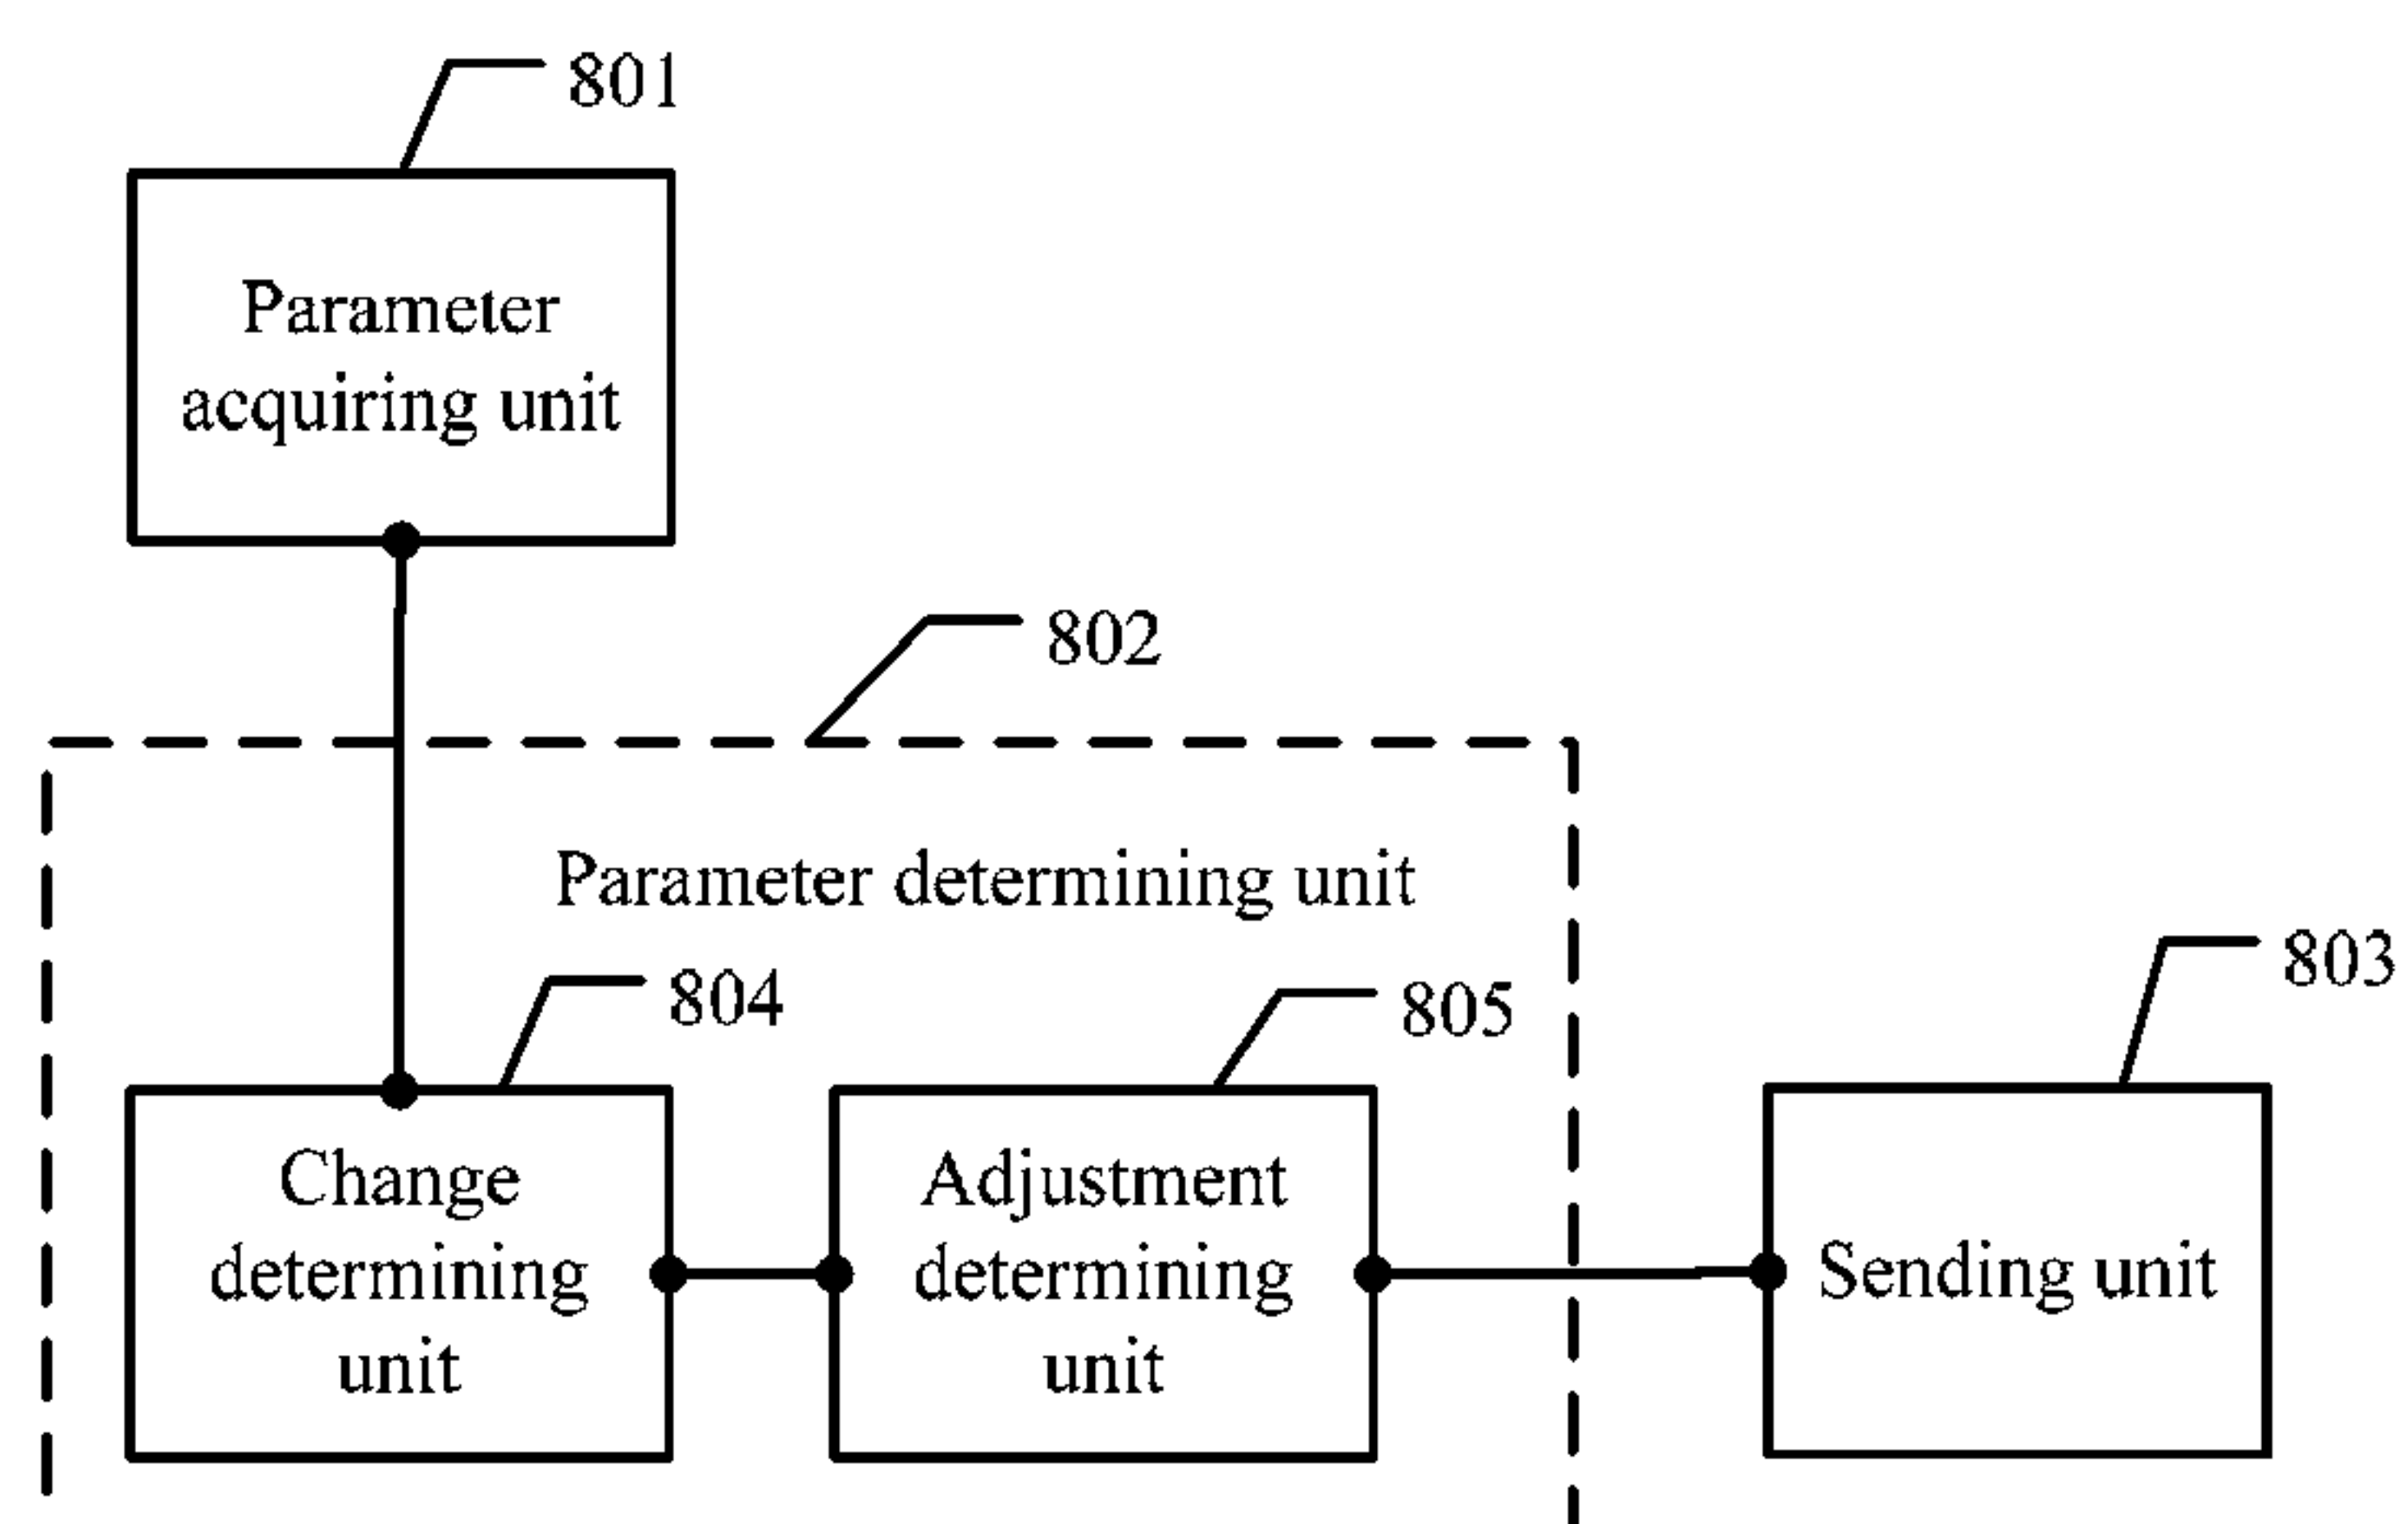 801
Parameter
acquiring unit
802
Parameter determining unit
804
805
803
Change
determining
unit
Adjustment
determining
unit
Sending unit